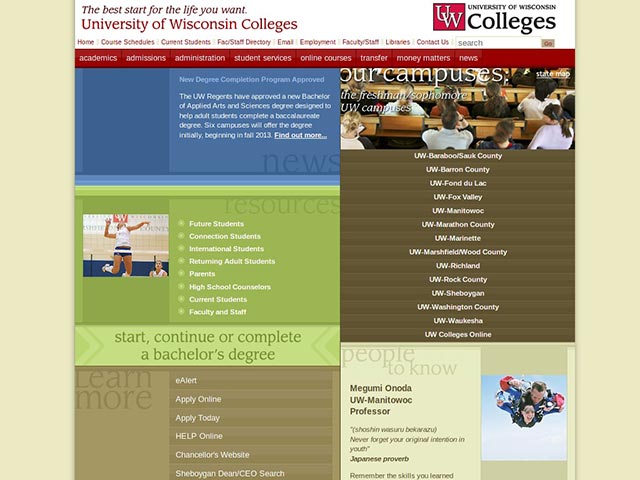 The best start for the life you want.
University of Wisconsin Colleges
UW
UNIVERSITY OF WISCONSIN
Colleges
Home Course Schedules Current Students Fac/Staff Directory Email Employment Faculty/Staff Libraries Contact Us search Go
academics admissions administration student services online courses transfer money matters news
New Degree Completion Program Approved
The UW Regents have approved a new Bachelor
of Applied Arts and Sciences degree designed to
help adult students complete a baccalaureate
degree. Six campuses will offer the degree
initially, beginning in fall 2013. Find out more...
news
our campuses
state map
the freshman/sophomore
UW campuses
UW-Baraboo/Sauk County
UW-Barron County
UW-Fond du Lac
UW-Fox Valley
UW-Manitowoc
UW-Marathon County
UW-Marinette
UW-Marshfield/Wood County
UW-Richland
UW-Rock County
UW-Sheboygan
UW-Washington County
UW-Waukesha
UW Colleges Online
resources
Future Students
Connection Students
International Students
Returning Adult Students
Parents
High School Counselors
Current Students
Faculty and Staff
start, continue or complete
a bachelor's degree
Learn
more
eAlert
Apply Online
Apply Today
HELP Online
Chancellor's Website
Sheboygan Dean/CEO Search
people
to know
Megumi Onoda
UW-Manitowoc
Professor
"(shoshin wasuru bekarazu)
Never forget your original intention in
youth"
Japanese proverb
Remember the skills you learned